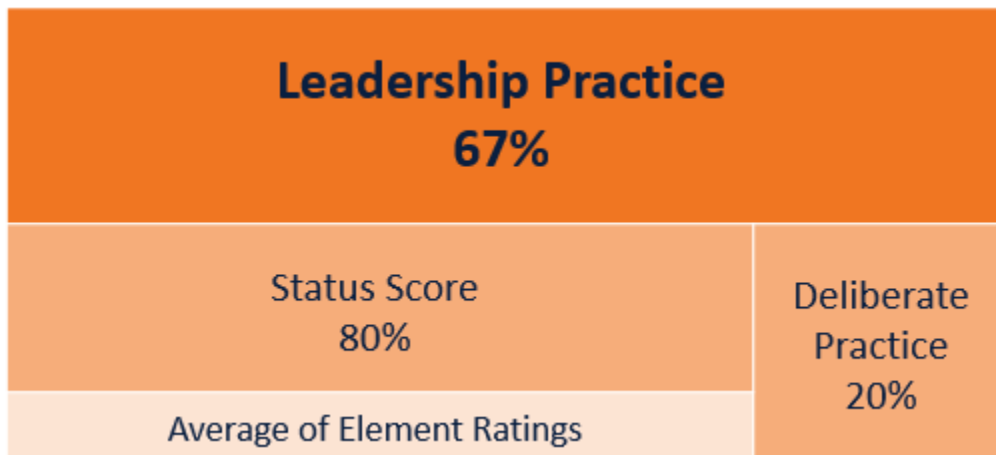 Leadership Practice
67%
Status Score
80%
Average of Element Ratings
Deliberate
Practice
20%